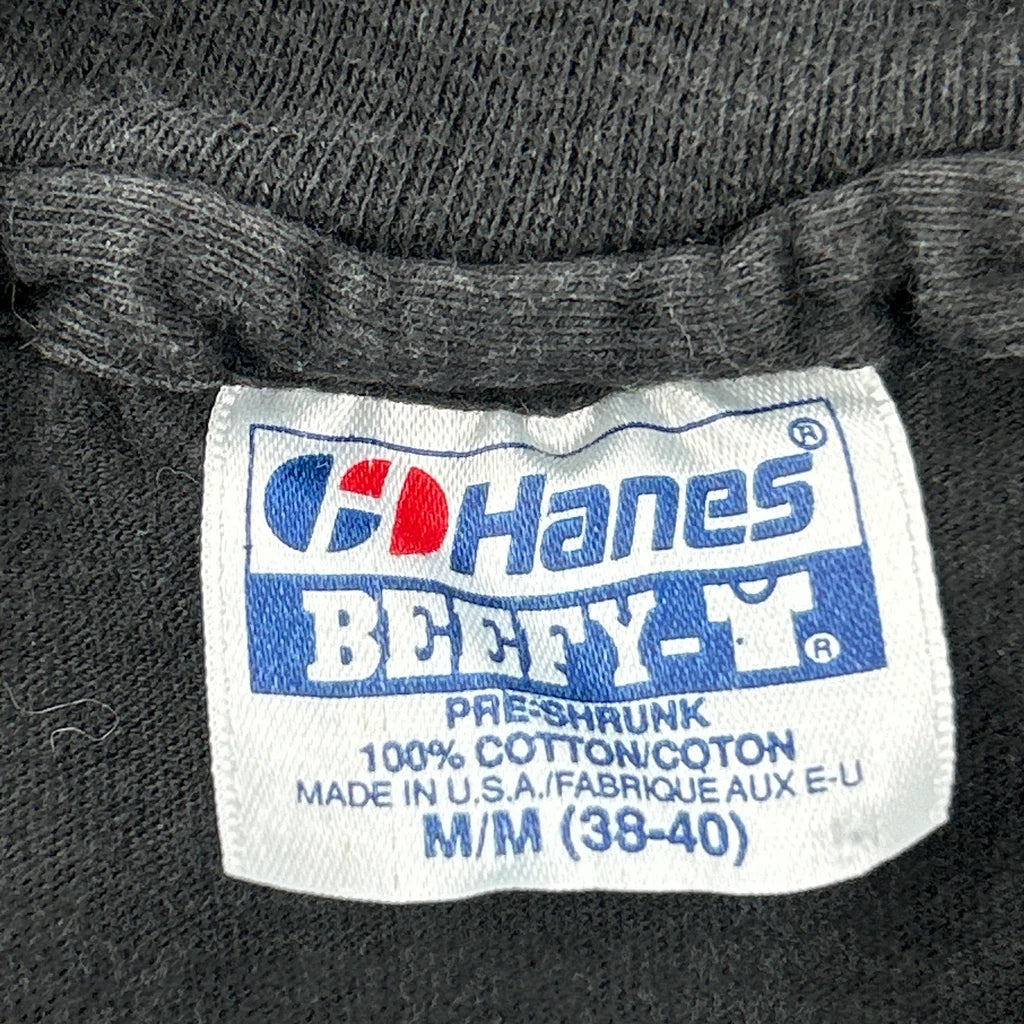 Hanes®
BEEFY-T®
PRE-SHRUNK
100% COTTON/COTON
MADE IN U.S.A./FABRIQUE AUX E-U
M/M (38-40)